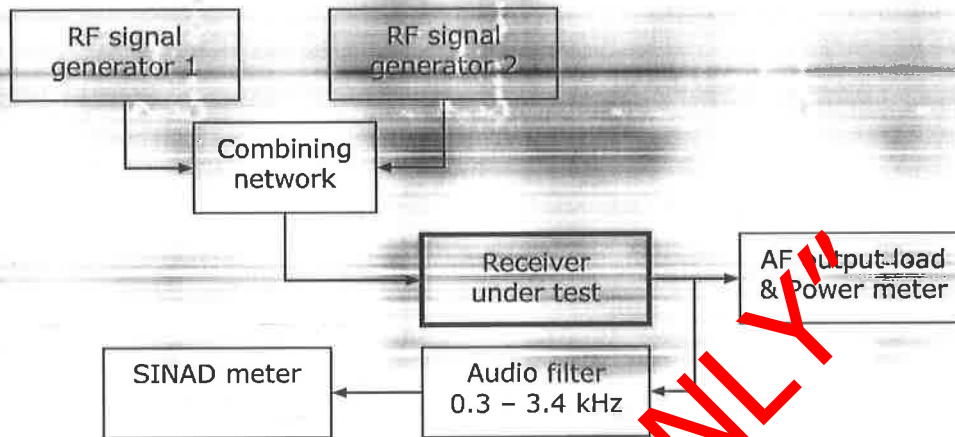 RF signal
generator 1
RF signal
generator 2
Combining
network
Receiver
under test
AF output load
& Power meter
SINAD meter
Audio filter
0.3 – 3.4 kHz
NLY"